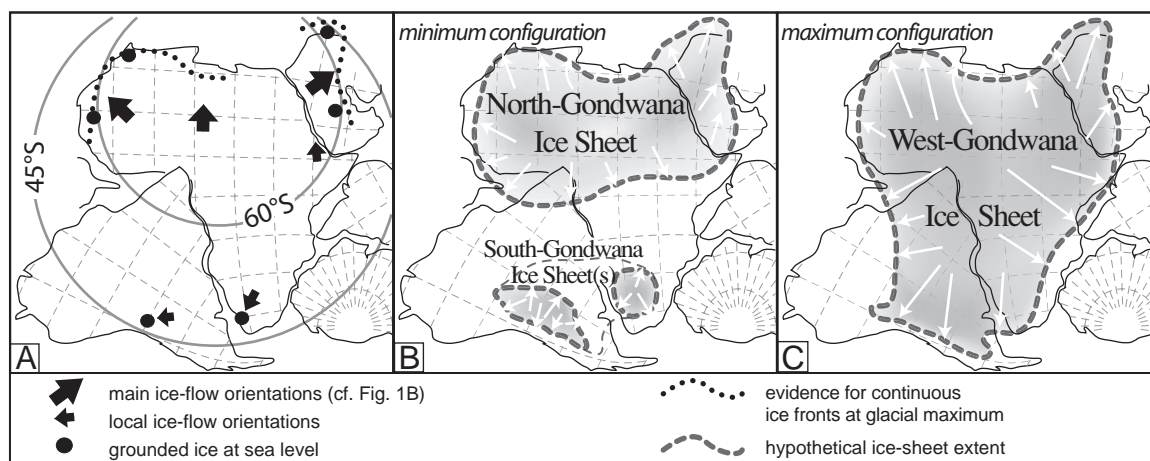 45°S
60°S
A
minimum configuration
North-Gondwana
Ice Sheet
South-Gondwana
Ice Sheet(s)
B
maximum configuration
West-Gondwana
Ice Sheet
C
main ice-flow orientations (cf. Fig. 1B)
local ice-flow orientations
grounded ice at sea level
evidence for continuous
ice fronts at glacial maximum
hypothetical ice-sheet extent